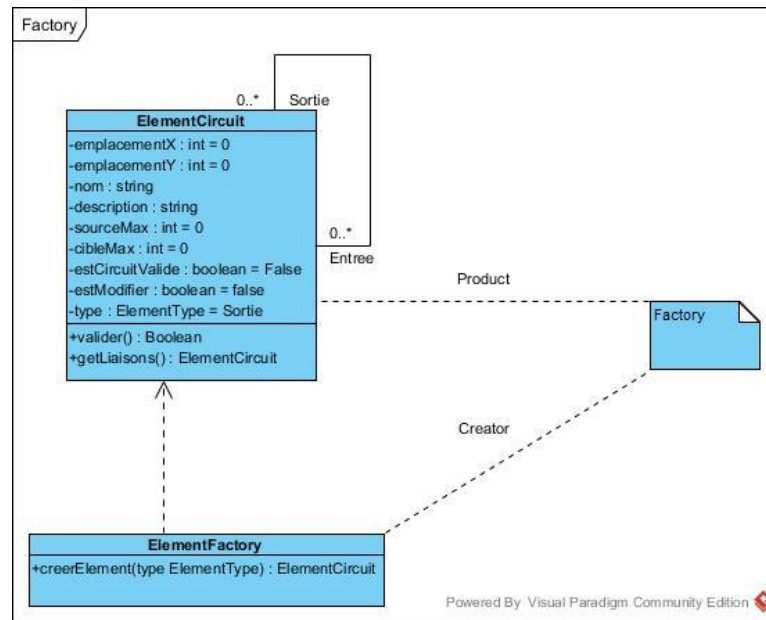 Factory
0..*
Sortie
ElementCircuit
-emplacementX : int = 0
-emplacementY : int = 0
-nom : string
-description : string
-sourceMax : int = 0
-cibleMax : int = 0
-estCircuitValide : boolean = False
-estModifier : boolean = false
-type : ElementType = Sortie
+valider() : Boolean
+getLiaisons() : ElementCircuit
0..*
Entree
Product
Factory
Creator
ElementFactory
+creerElement(type ElementType) : ElementCircuit
Powered By Visual Paradigm Community Edition